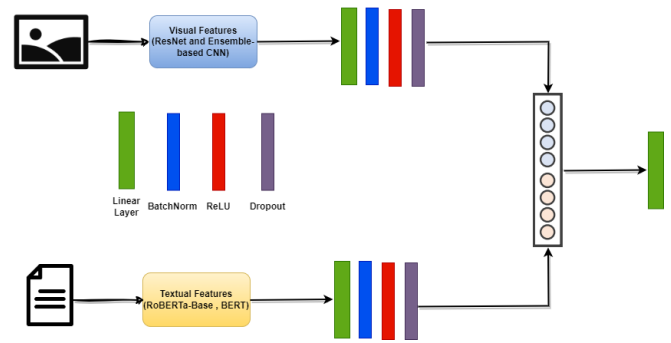 Visual Features
(ResNet and Ensemble-
based CNN)
Linear
Layer
BatchNorm
ReLU
Dropout
Textual Features
(RoBERTa-Base , BERT)